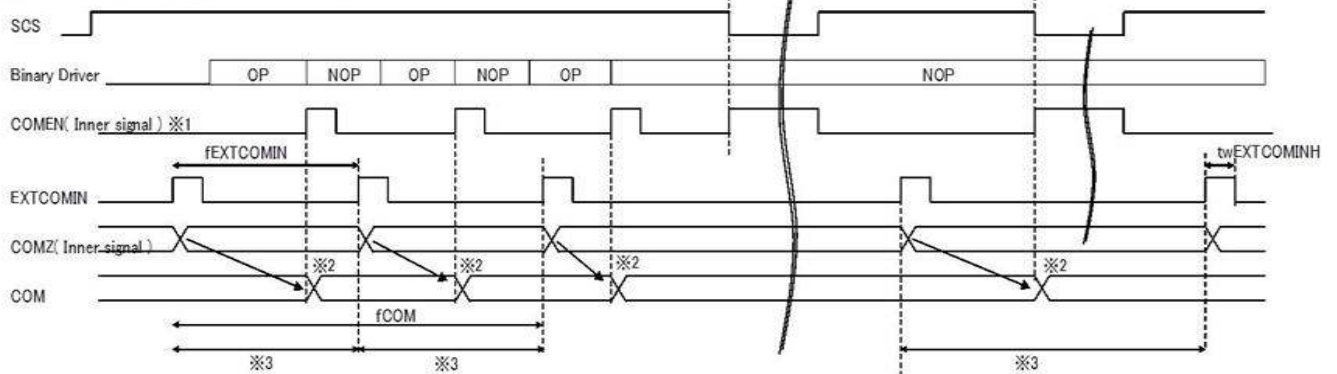 SCS
Binary Driver OP NOP OP NOP OP NOP
COMEN( Inner signal ) ※1
fEXTCOMIN twEXTCOMINH
EXTCOMIN
COMZ( Inner signal )
※2 ※2 ※2 ※2
COM
fCOM
※3 ※3 ※3